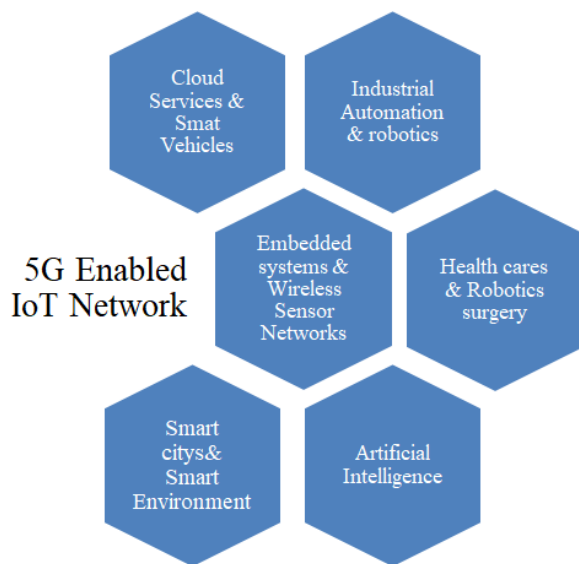 Cloud
Services &
Smat
Vehicles
Industrial
Automation
& robotics
5G Enabled
IoT Network
Embedded
systems &
Wireless
Sensor
Networks
Health cares
& Robotics
surgery
Smart
citys&
Smart
Environment
Artificial
Intelligence